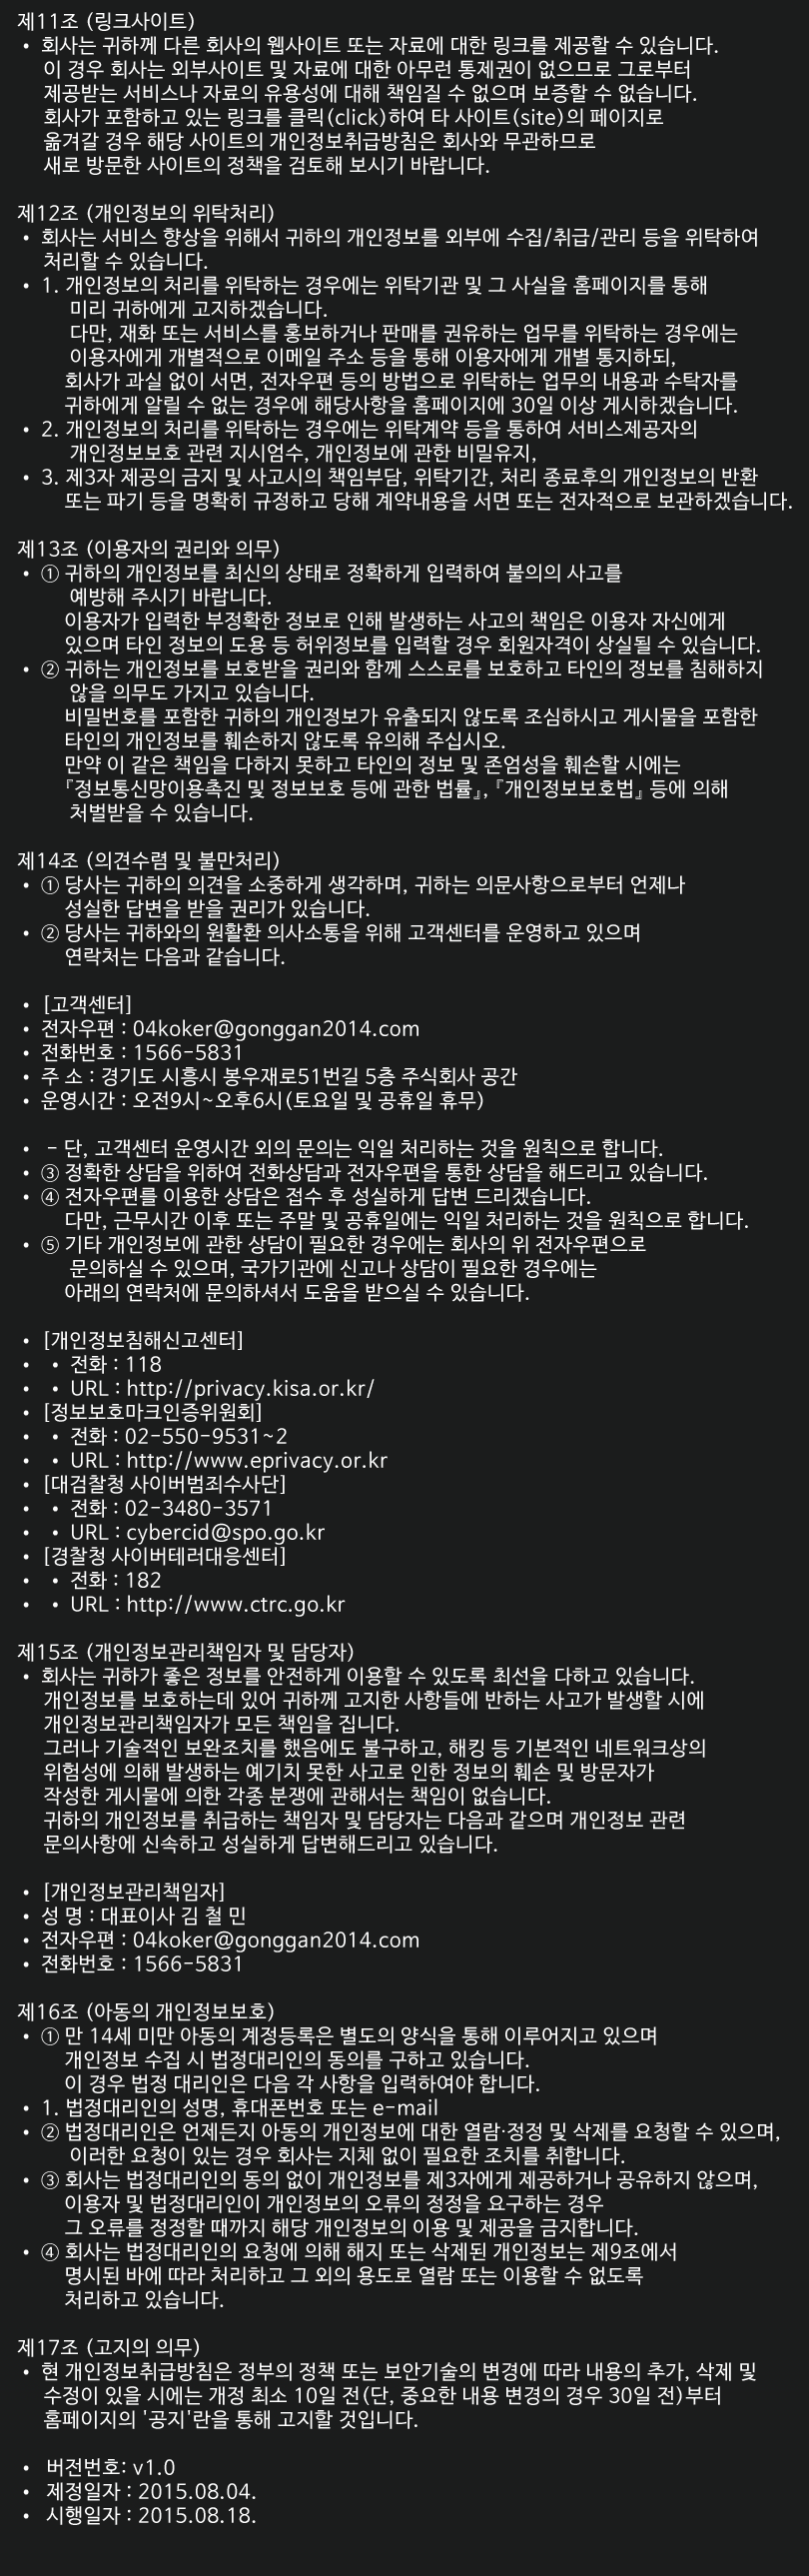 제11조 (링크사이트)
• 회사는 귀하께 다른 회사의 웹사이트 또는 자료에 대한 링크를 제공할 수 있습니다.
이 경우 회사는 외부사이트 및 자료에 대한 아무런 통제권이 없으므로 그로부터
제공받는 서비스나 자료의 유용성에 대해 책임질 수 없으며 보증할 수 없습니다.
회사가 포함하고 있는 링크를 클릭(click)하여 타 사이트(site)의 페이지로
옮겨갈 경우 해당 사이트의 개인정보취급방침은 회사와 무관하므로
새로 방문한 사이트의 정책을 검토해 보시기 바랍니다.

제12조 (개인정보의 위탁처리)
• 회사는 서비스 향상을 위해서 귀하의 개인정보를 외부에 수집/취급/관리 등을 위탁하여
처리할 수 있습니다.
• 1. 개인정보의 처리를 위탁하는 경우에는 위탁기관 및 그 사실을 홈페이지를 통해
미리 귀하에게 고지하겠습니다.
다만, 재화 또는 서비스를 홍보하거나 판매를 권유하는 업무를 위탁하는 경우에는
이용자에게 개별적으로 이메일 주소 등을 통해 이용자에게 개별 통지하되,
회사가 과실 없이 서면, 전자우편 등의 방법으로 위탁하는 업무의 내용과 수탁자를
귀하에게 알릴 수 없는 경우에 해당사항을 홈페이지에 30일 이상 게시하겠습니다.
• 2. 개인정보의 처리를 위탁하는 경우에는 위탁계약 등을 통하여 서비스제공자의
개인정보보호 관련 지시엄수, 개인정보에 관한 비밀유지,
• 3. 제3자 제공의 금지 및 사고시의 책임부담, 위탁기간, 처리 종료후의 개인정보의 반환
또는 파기 등을 명확히 규정하고 당해 계약내용을 서면 또는 전자적으로 보관하겠습니다.

제13조 (이용자의 권리와 의무)
• ① 귀하의 개인정보를 최신의 상태로 정확하게 입력하여 불의의 사고를
예방해 주시기 바랍니다.
이용자가 입력한 부정확한 정보로 인해 발생하는 사고의 책임은 이용자 자신에게
있으며 타인 정보의 도용 등 허위정보를 입력할 경우 회원자격이 상실될 수 있습니다.
• ② 귀하는 개인정보를 보호받을 권리와 함께 스스로를 보호하고 타인의 정보를 침해하지
않을 의무도 가지고 있습니다.
비밀번호를 포함한 귀하의 개인정보가 유출되지 않도록 조심하시고 게시물을 포함한
타인의 개인정보를 훼손하지 않도록 유의해 주십시오.
만약 이 같은 책임을 다하지 못하고 타인의 정보 및 존엄성을 훼손할 시에는
『정보통신망이용촉진 및 정보보호 등에 관한 법률』, 『개인정보보호법』 등에 의해
처벌받을 수 있습니다.

제14조 (의견수렴 및 불만처리)
• ① 당사는 귀하의 의견을 소중하게 생각하며, 귀하는 의문사항으로부터 언제나
성실한 답변을 받을 권리가 있습니다.
• ② 당사는 귀하와의 원활환 의사소통을 위해 고객센터를 운영하고 있으며
연락처는 다음과 같습니다.

• [고객센터]
• 전자우편 : 04koker@gonggan2014.com
• 전화번호 : 1566-5831
• 주 소 : 경기도 시흥시 봉우재로51번길 5층 주식회사 공간
• 운영시간 : 오전9시~오후6시(토요일 및 공휴일 휴무)

• - 단, 고객센터 운영시간 외의 문의는 익일 처리하는 것을 원칙으로 합니다.
• ③ 정확한 상담을 위하여 전화상담과 전자우편을 통한 상담을 해드리고 있습니다.
• ④ 전자우편를 이용한 상담은 접수 후 성실하게 답변 드리겠습니다.
다만, 근무시간 이후 또는 주말 및 공휴일에는 익일 처리하는 것을 원칙으로 합니다.
• ⑤ 기타 개인정보에 관한 상담이 필요한 경우에는 회사의 위 전자우편으로
문의하실 수 있으며, 국가기관에 신고나 상담이 필요한 경우에는
아래의 연락처에 문의하셔서 도움을 받으실 수 있습니다.

• [개인정보침해신고센터]
• • 전화 : 118
• • URL : http://privacy.kisa.or.kr/
• [정보보호마크인증위원회]
• • 전화 : 02-550-9531~2
• • URL : http://www.eprivacy.or.kr
• [대검찰청 사이버범죄수사단]
• • 전화 : 02-3480-3571
• • URL : cybercid@spo.go.kr
• [경찰청 사이버테러대응센터]
• • 전화 : 182
• • URL : http://www.ctrc.go.kr

제15조 (개인정보관리책임자 및 담당자)
• 회사는 귀하가 좋은 정보를 안전하게 이용할 수 있도록 최선을 다하고 있습니다.
개인정보를 보호하는데 있어 귀하께 고지한 사항들에 반하는 사고가 발생할 시에
개인정보관리책임자가 모든 책임을 집니다.
그러나 기술적인 보완조치를 했음에도 불구하고, 해킹 등 기본적인 네트워크상의
위험성에 의해 발생하는 예기치 못한 사고로 인한 정보의 훼손 및 방문자가
작성한 게시물에 의한 각종 분쟁에 관해서는 책임이 없습니다.
귀하의 개인정보를 취급하는 책임자 및 담당자는 다음과 같으며 개인정보 관련
문의사항에 신속하고 성실하게 답변해드리고 있습니다.

• [개인정보관리책임자]
• 성 명 : 대표이사 김 철 민
• 전자우편 : 04koker@gonggan2014.com
• 전화번호 : 1566-5831

제16조 (아동의 개인정보보호)
• ① 만 14세 미만 아동의 계정등록은 별도의 양식을 통해 이루어지고 있으며
개인정보 수집 시 법정대리인의 동의를 구하고 있습니다.
이 경우 법정 대리인은 다음 각 사항을 입력하여야 합니다.
• 1. 법정대리인의 성명, 휴대폰번호 또는 e-mail
• ② 법정대리인은 언제든지 아동의 개인정보에 대한 열람·정정 및 삭제를 요청할 수 있으며,
이러한 요청이 있는 경우 회사는 지체 없이 필요한 조치를 취합니다.
• ③ 회사는 법정대리인의 동의 없이 개인정보를 제3자에게 제공하거나 공유하지 않으며,
이용자 및 법정대리인이 개인정보의 오류의 정정을 요구하는 경우
그 오류를 정정할 때까지 해당 개인정보의 이용 및 제공을 금지합니다.
• ④ 회사는 법정대리인의 요청에 의해 해지 또는 삭제된 개인정보는 제9조에서
명시된 바에 따라 처리하고 그 외의 용도로 열람 또는 이용할 수 없도록
처리하고 있습니다.

제17조 (고지의 의무)
• 현 개인정보취급방침은 정부의 정책 또는 보안기술의 변경에 따라 내용의 추가, 삭제 및
수정이 있을 시에는 개정 최소 10일 전(단, 중요한 내용 변경의 경우 30일 전)부터
홈페이지의 '공지'란을 통해 고지할 것입니다.

• 버전번호: v1.0
• 제정일자 : 2015.08.04.
• 시행일자 : 2015.08.18.